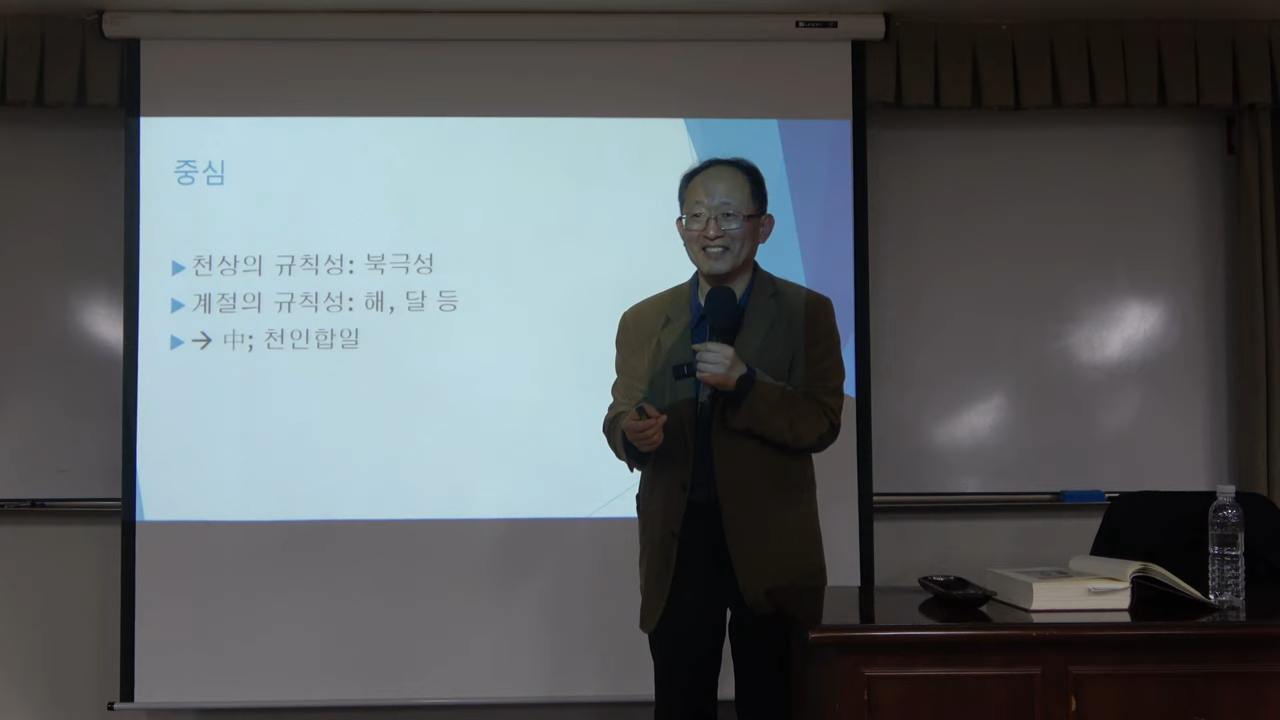 중심
천상의 규칙성: 북극성
계절의 규칙성: 해, 달 등
→ 中; 천인합일